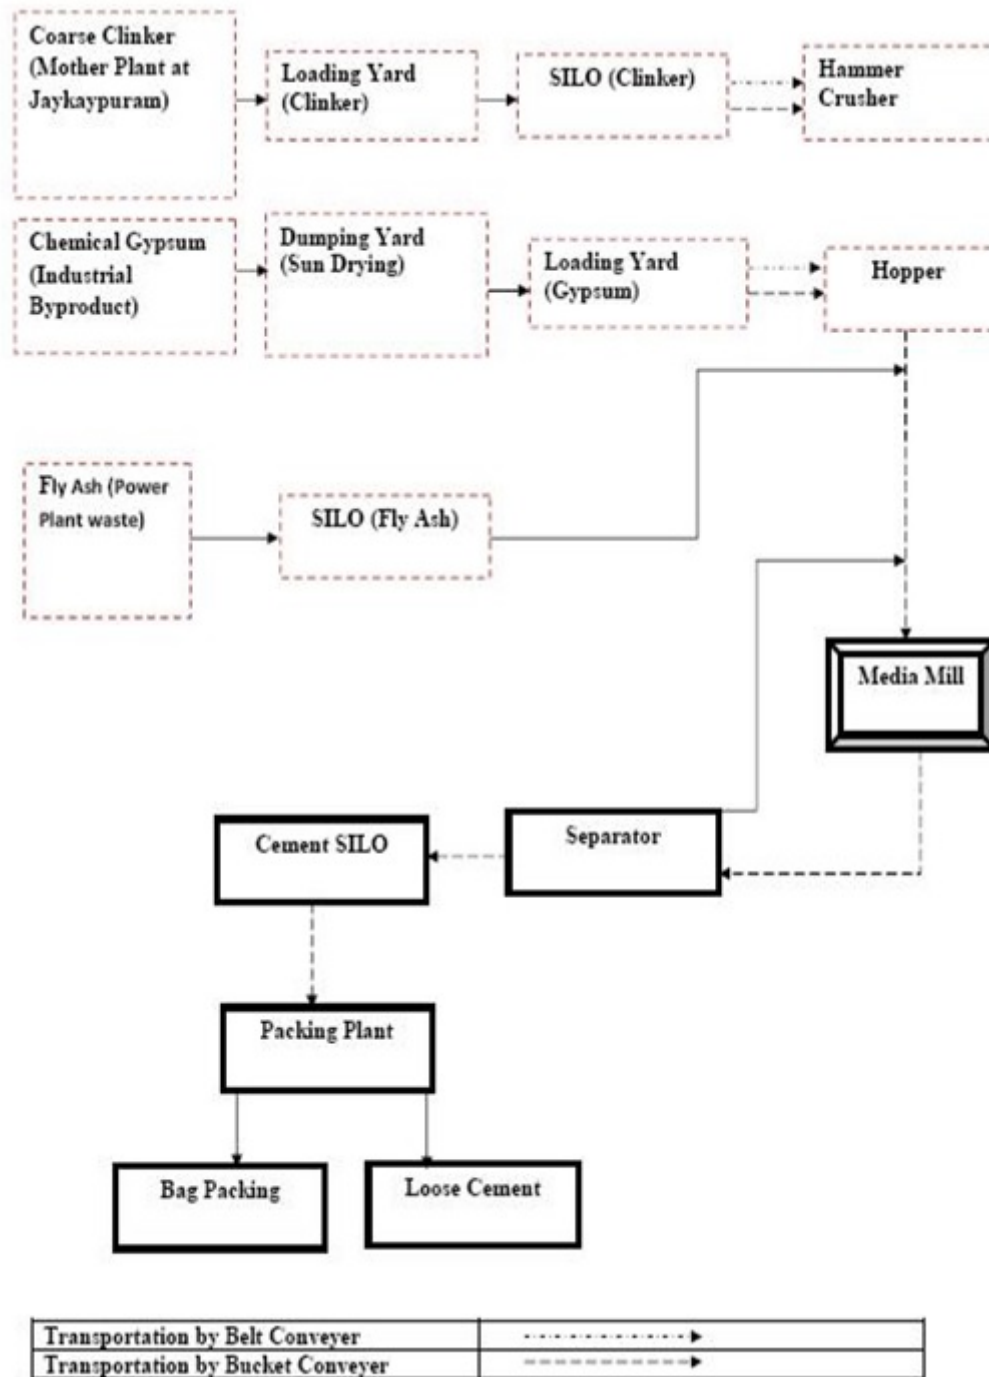 Coarse Clinker
(Mother Plant at
Jaykaypuram)
Loading Yard
(Clinker)
SILO (Clinker)
Hammer
Crusher
Chemical Gypsum
(Industrial
Byproduct)
Dumping Yard
(Sun Drying)
Loading Yard
(Gypsum)
Hopper
Fly Ash (Power
Plant waste)
SILO (Fly Ash)
Media Mill
Separator
Cement SILO
Packing Plant
Bag Packing
Loose Cement
Transportation by Belt Conveyer
Transportation by Bucket Conveyer